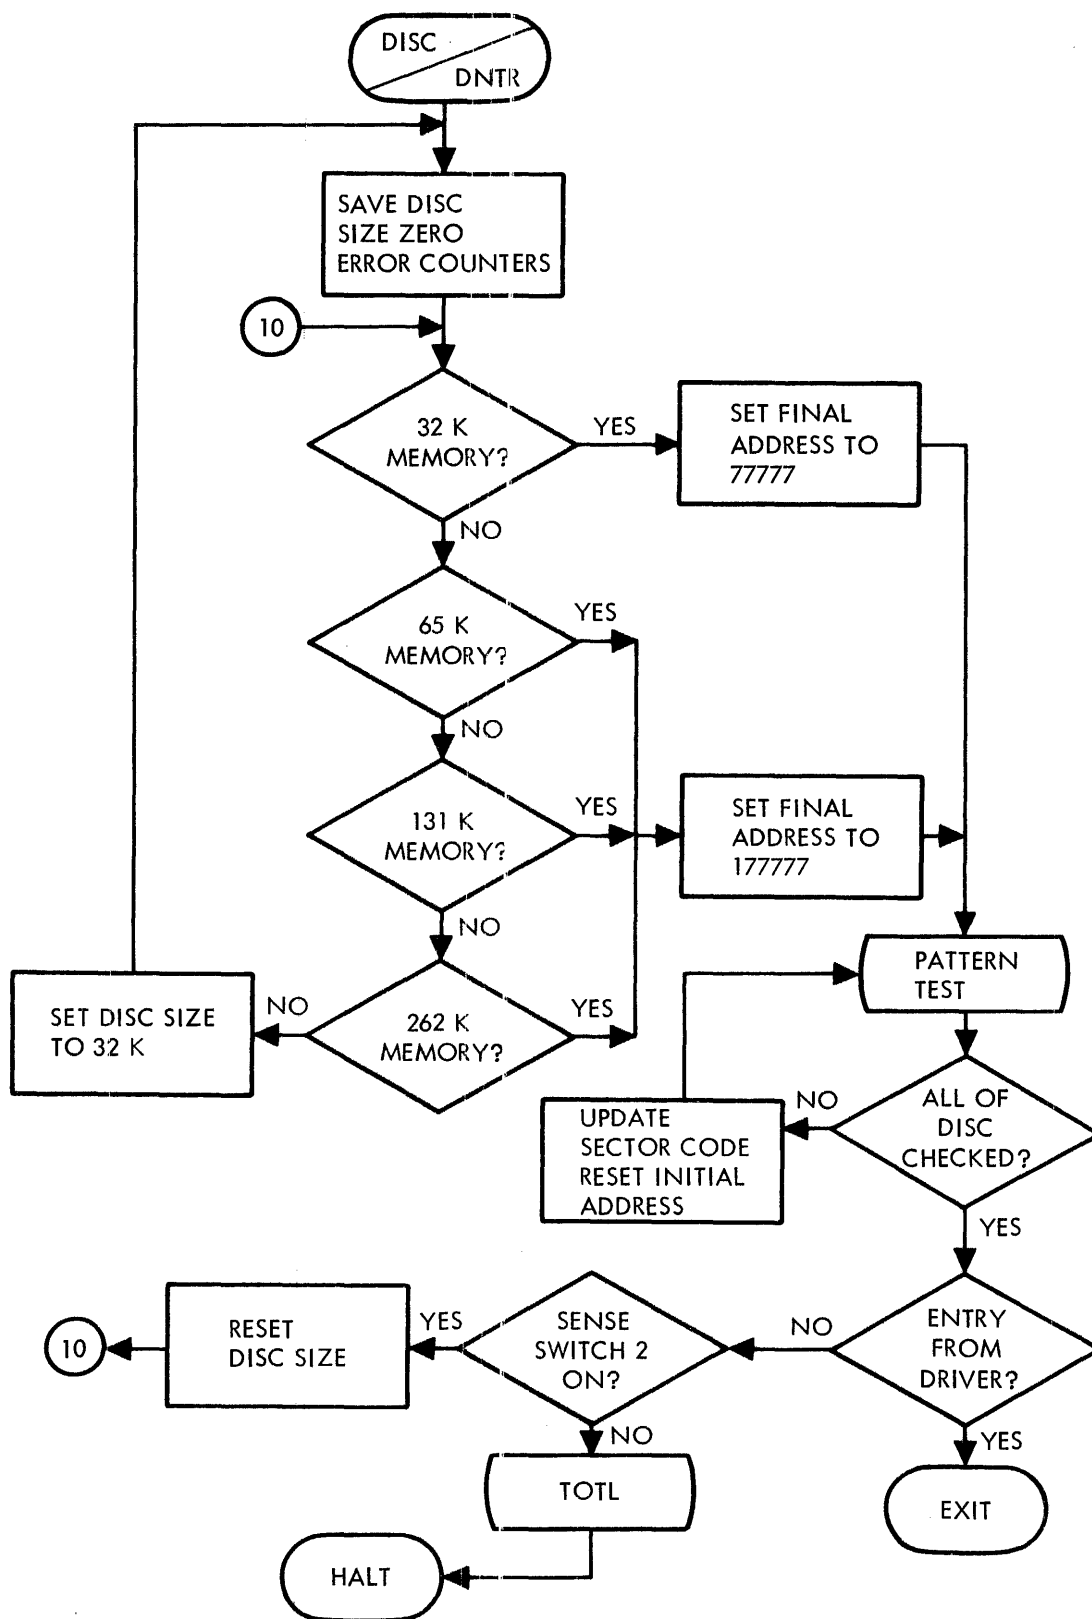 DISC
DNTR
SAVE DISC
SIZE ZERO
ERROR COUNTERS
10
32 K
MEMORY?
YES
SET FINAL
ADDRESS TO
77777
NO
65 K
MEMORY?
YES
NO
131 K
MEMORY?
YES
SET FINAL
ADDRESS TO
177777
NO
PATTERN
TEST
SET DISC SIZE
TO 32 K
NO
262 K
MEMORY?
YES
ALL OF
DISC
CHECKED?
NO
UPDATE
SECTOR CODE
RESET INITIAL
ADDRESS
YES
ENTRY
FROM
DRIVER?
NO
SENSE
SWITCH 2
ON?
YES
RESET
DISC SIZE
10
NO
YES
TOTL
EXIT
HALT